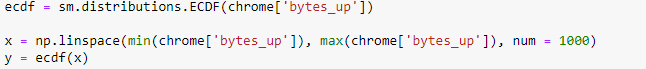 ecdf = sm.distributions.ECDF(chrome['bytes_up'])
x = np.linspace(min(chrome['bytes_up']), max(chrome['bytes_up']), num = 1000)
y = ecdf(x)